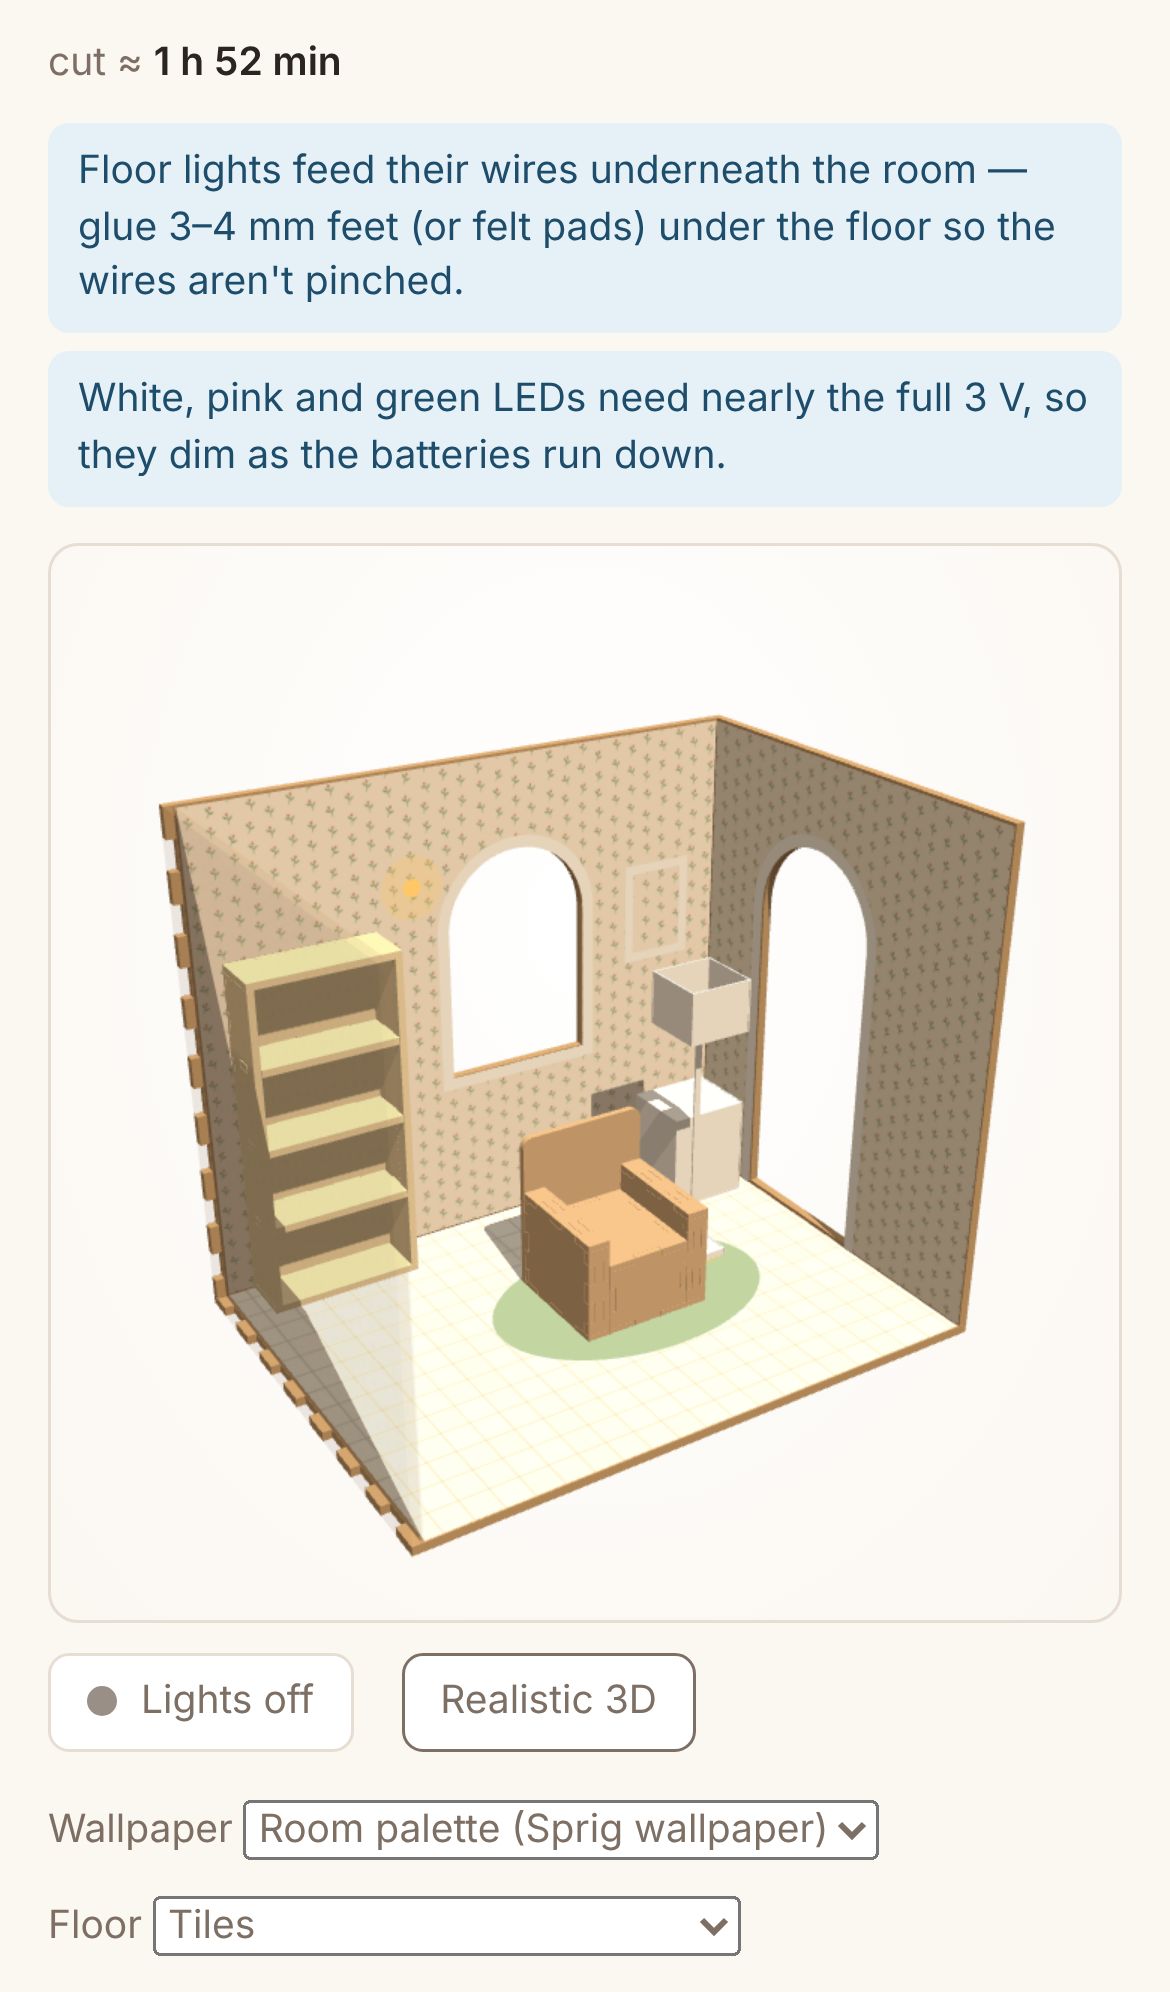 cut ≈ 1 h 52 min
Floor lights feed their wires underneath the room —
glue 3–4 mm feet (or felt pads) under the floor so the
wires aren't pinched.
White, pink and green LEDs need nearly the full 3 V, so
they dim as the batteries run down.
Lights off
Realistic 3D
Wallpaper Room palette (Sprig wallpaper)
Floor Tiles